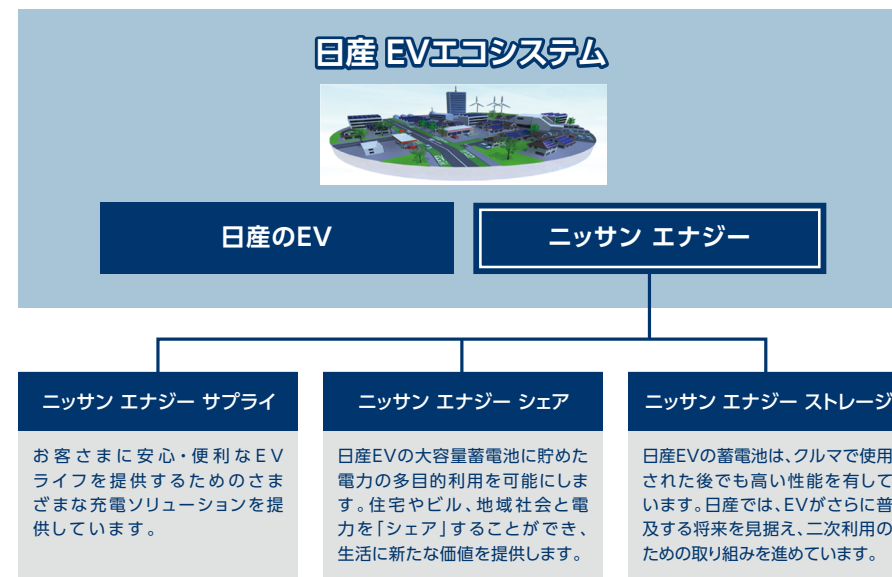 日産 EVエコシステム
日産のEV
ニッサン エナジー
ニッサン エナジー サプライ
お客さまに安心・便利なEV
ライフを提供するためのさま
ざまな充電ソリューションを提
供しています。
ニッサン エナジー シェア
日産EVの大容量蓄電池に貯めた
電力の多目的利用を可能にしま
す。住宅やビル、地域社会と電
力を「シェア」することができ、
生活に新たな価値を提供します。
ニッサン エナジー ストレージ
日産EVの蓄電池は、クルマで使用
された後でも高い性能を有して
います。日産では、EVがさらに普
及する将来を見据え、二次利用の
ための取り組みを進めています。